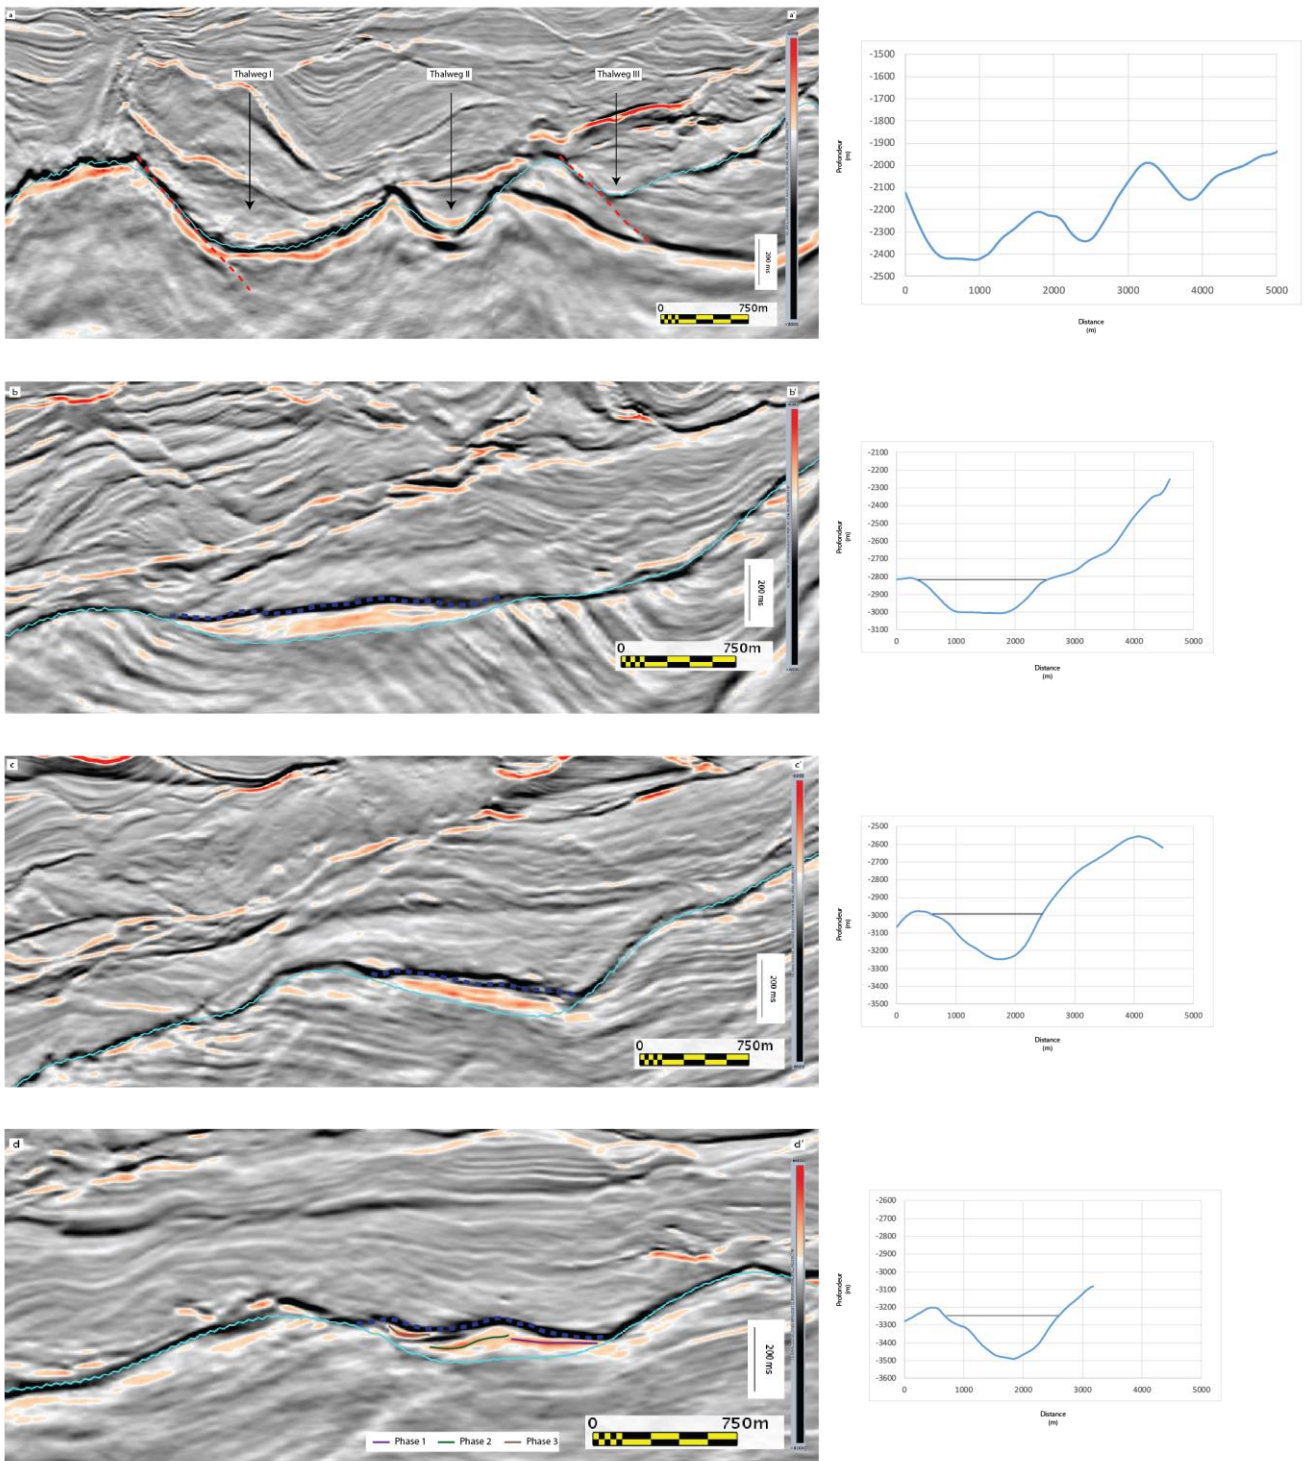 a
a'
Thalweg I
Thalweg II
Thalweg III
200 ms
0
750m
-1500
-1600
-1700
-1800
-1900
-2000
-2100
-2200
-2300
-2400
-2500
0 1000 2000 3000 4000 5000
Profondeur
(m)
Distance
(m)
b
b'
200 ms
0
750m
-2100
-2200
-2300
-2400
-2500
-2600
-2700
-2800
-2900
-3000
-3100
0 1000 2000 3000 4000 5000
Profondeur
(m)
Distance
(m)
c
c'
200 ms
0
750m
-2500
-2600
-2700
-2800
-2900
-3000
-3100
-3200
-3300
-3400
-3500
0 1000 2000 3000 4000 5000
Profondeur
(m)
Distance
(m)
d
d'
200 ms
0
750m
Phase 1 Phase 2 Phase 3
-2600
-2700
-2800
-2900
-3000
-3100
-3200
-3300
-3400
-3500
-3600
0 1000 2000 3000 4000 5000
Profondeur
(m)
Distance
(m)